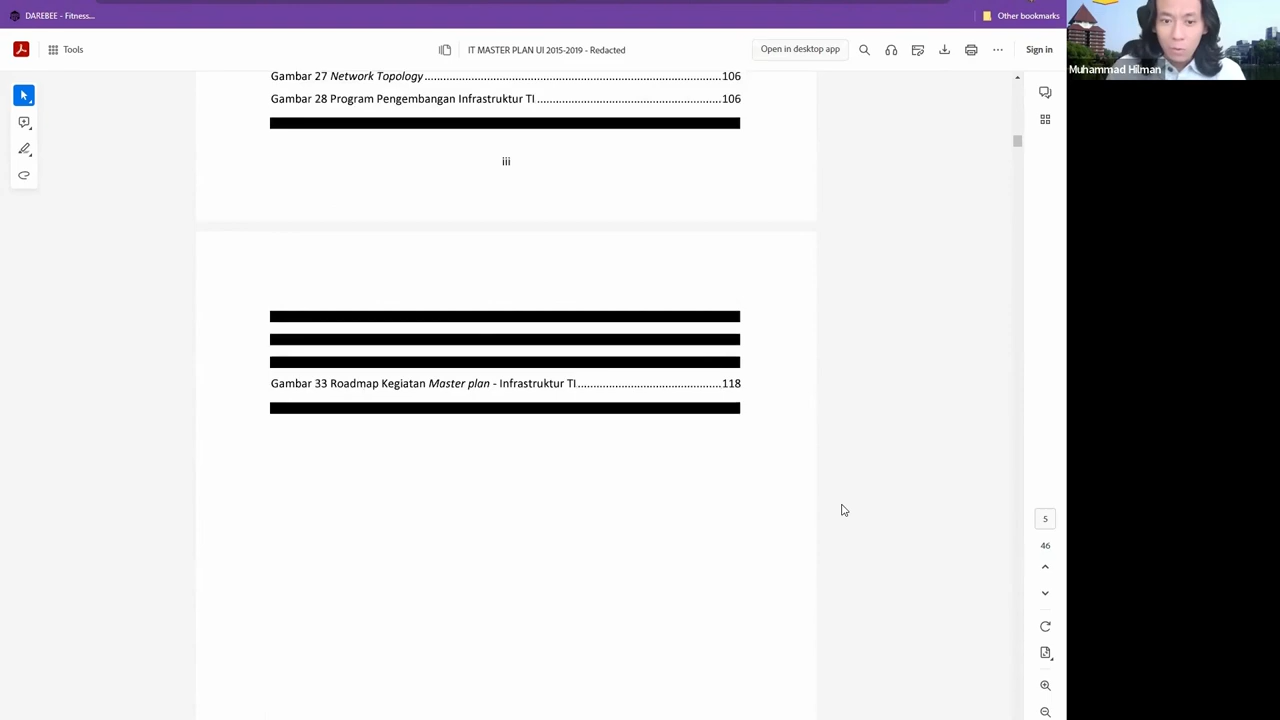 DAREBEE - Fitness...
Other bookmarks
Tools
IT MASTER PLAN UI 2015-2019 - Redacted
Open in desktop app
Sign in
Muhammad Hilman
Gambar 27 Network Topology...............................................................................................106
Gambar 28 Program Pengembangan Infrastruktur TI ..........................................................106
iii
Gambar 33 Roadmap Kegiatan Master plan - Infrastruktur TI.............................................118
5
46